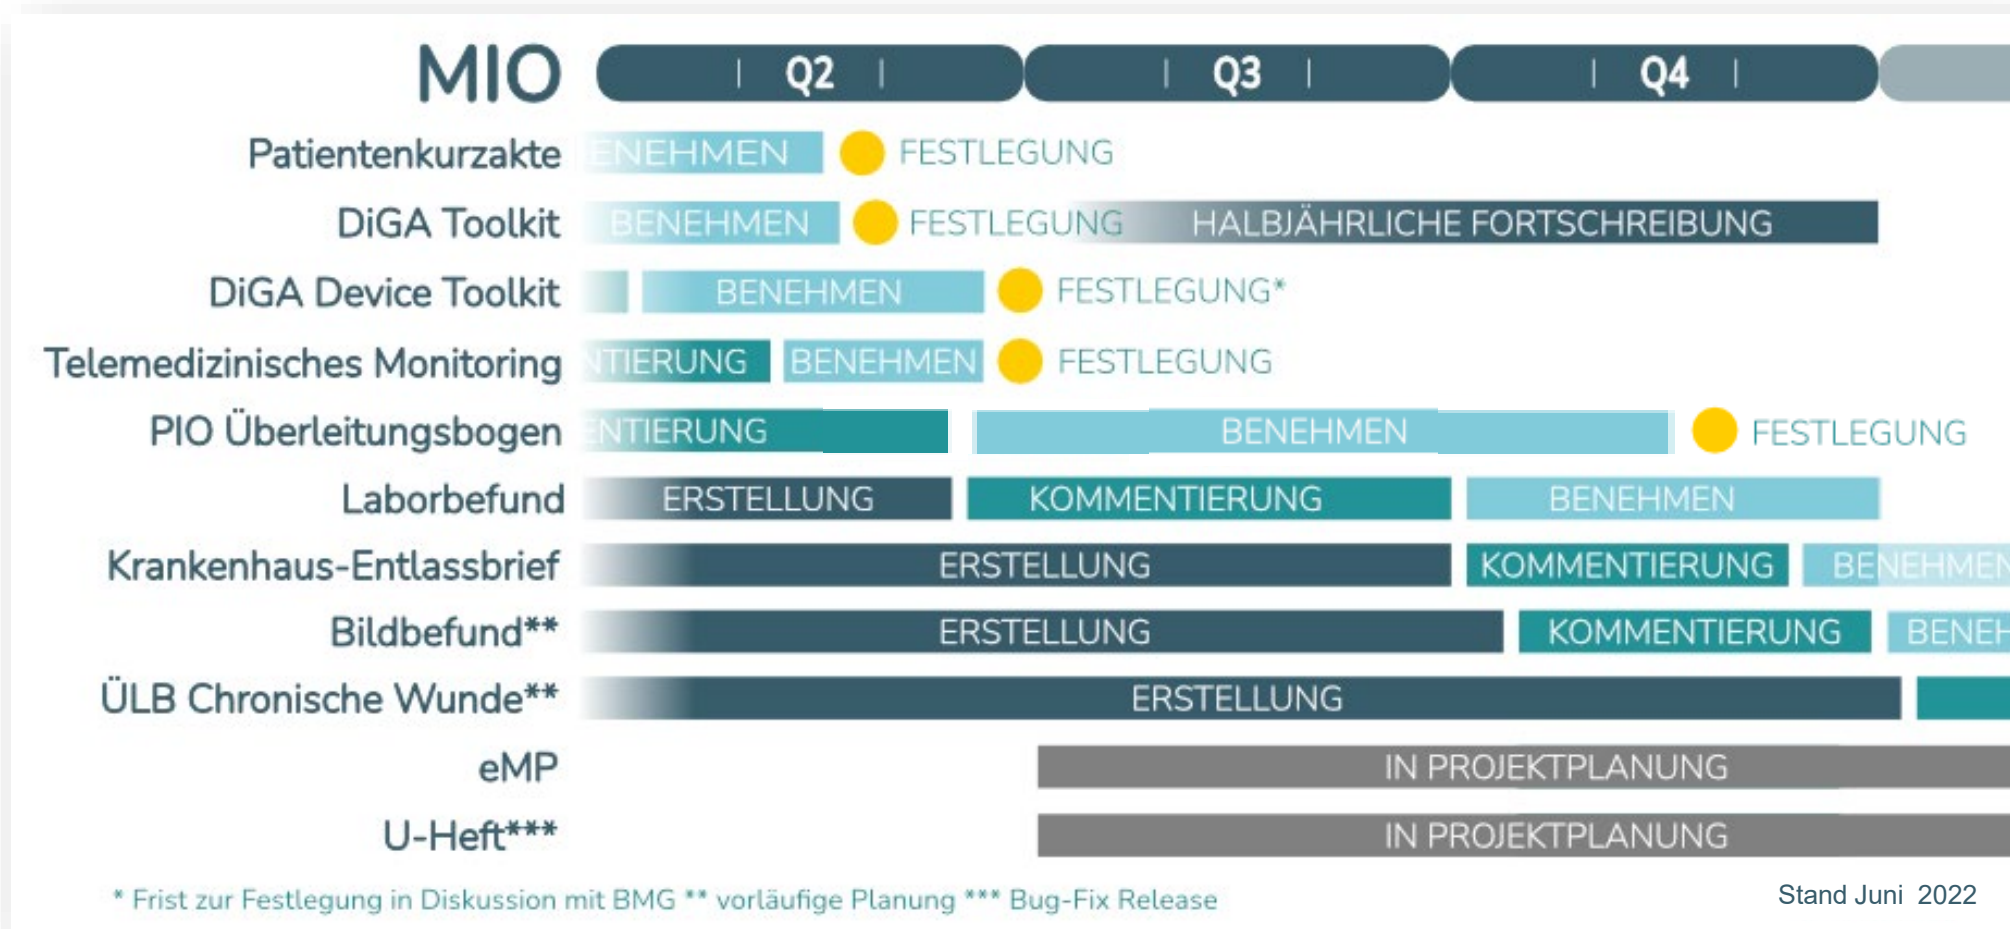 MIO Q2 Q3 Q4
Patientenkurzakte ENEHMEN FESTLEGUNG
DiGA Toolkit BENEHMEN FESTLEGUNG HALBJÄHRLICHE FORTSCHREIBUNG
DiGA Device Toolkit BENEHMEN FESTLEGUNG*
Telemedizinisches Monitoring NTIERUNG BENEHMEN FESTLEGUNG
PIO Überleitungsbogen ENTIERUNG BENEHMEN FESTLEGUNG
Laborbefund ERSTELLUNG KOMMENTIERUNG BENEHMEN
Krankenhaus-Entlassbrief ERSTELLUNG KOMMENTIERUNG BENEHMEN
Bildbefund** ERSTELLUNG KOMMENTIERUNG BENEH
ÜLB Chronische Wunde** ERSTELLUNG
eMP IN PROJEKTPLANUNG
U-Heft*** IN PROJEKTPLANUNG
* Frist zur Festlegung in Diskussion mit BMG ** vorläufige Planung *** Bug-Fix Release
Stand Juni 2022